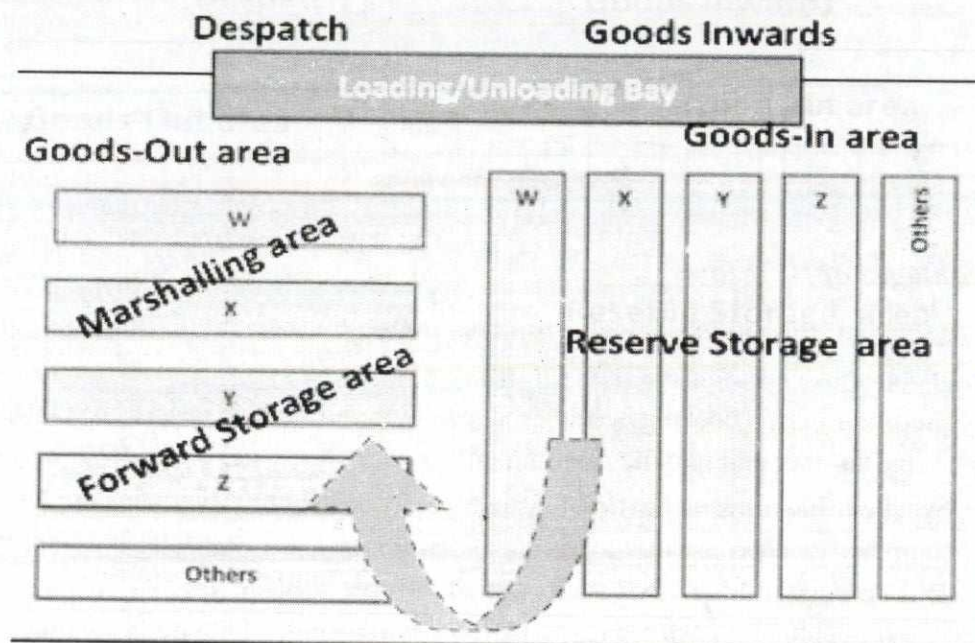 Despatch
Goods Inwards
Loading/Unloading Bay
Goods-In area
Goods-Out area
W
X
Y
Z
Others
W
Marshalling area
X
Reserve Storage area
Y
Forward Storage area
Z
Others